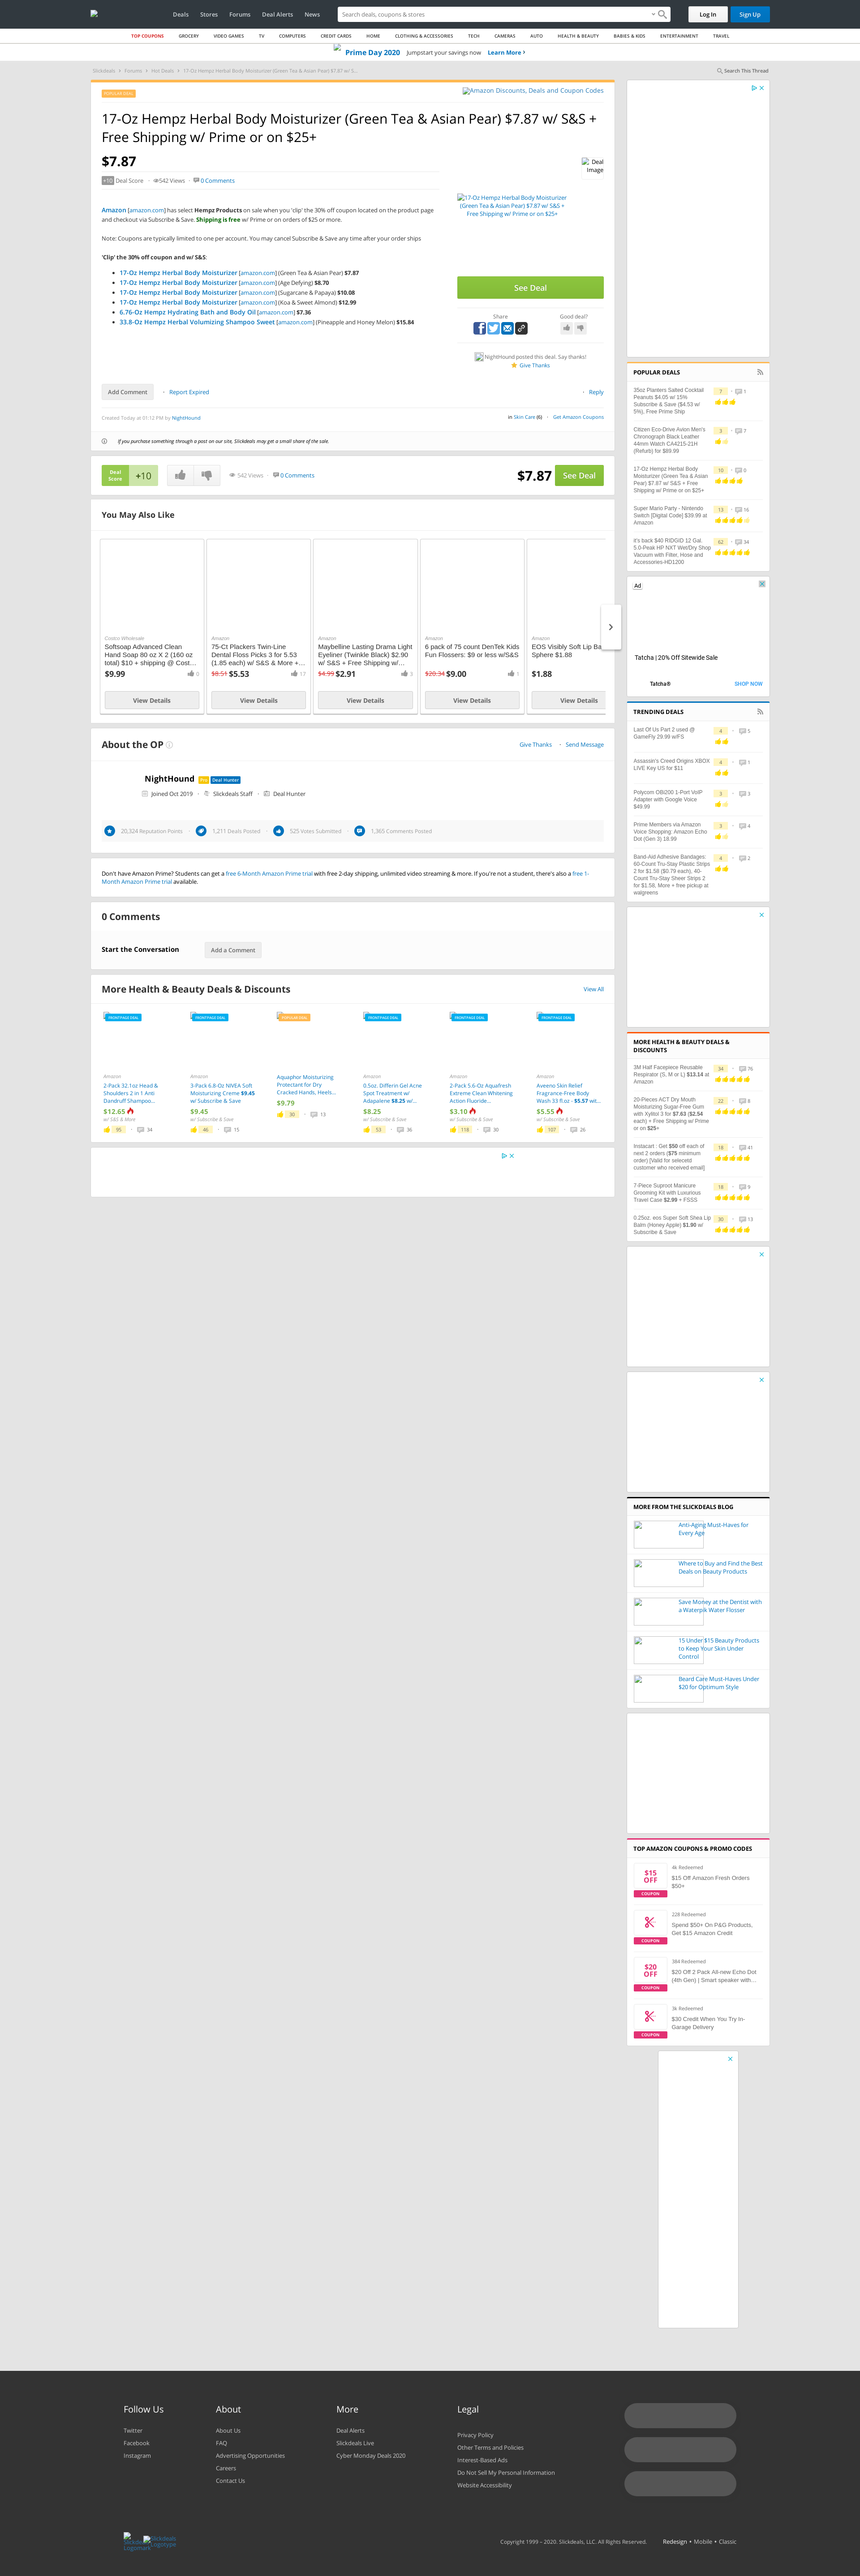 Deals
Stores
Forums
Deal Alerts
News
Search deals, coupons & stores
Log In
Sign Up
TOP COUPONS
GROCERY
VIDEO GAMES
TV
COMPUTERS
CREDIT CARDS
HOME
CLOTHING & ACCESSORIES
TECH
CAMERAS
AUTO
HEALTH & BEAUTY
BABIES & KIDS
ENTERTAINMENT
TRAVEL
Prime Day 2020 Jumpstart your savings now Learn More
Slickdeals Forums Hot Deals 17-Oz Hempz Herbal Body Moisturizer (Green Tea & Asian Pear) $7.87 w/ S...
Search This Thread
POPULAR DEAL
Amazon Discounts, Deals and Coupon Codes
17-Oz Hempz Herbal Body Moisturizer (Green Tea & Asian Pear) $7.87 w/ S&S +
Free Shipping w/ Prime or on $25+
$7.87
+10 Deal Score 542 Views 0 Comments
Deal
Image
17-Oz Hempz Herbal Body Moisturizer
(Green Tea & Asian Pear) $7.87 w/ S&S +
Free Shipping w/ Prime or on $25+
Amazon [amazon.com] has select Hempz Products on sale when you 'clip' the 30% off coupon located on the product page
and checkout via Subscribe & Save. Shipping is free w/ Prime or on orders of $25 or more.
Note: Coupons are typically limited to one per account. You may cancel Subscribe & Save any time after your order ships
'Clip' the 30% off coupon and w/ S&S:
17-Oz Hempz Herbal Body Moisturizer [amazon.com] (Green Tea & Asian Pear) $7.87
17-Oz Hempz Herbal Body Moisturizer [amazon.com] (Age Defying) $8.70
17-Oz Hempz Herbal Body Moisturizer [amazon.com] (Sugarcane & Papaya) $10.08
17-Oz Hempz Herbal Body Moisturizer [amazon.com] (Koa & Sweet Almond) $12.99
6.76-Oz Hempz Hydrating Bath and Body Oil [amazon.com] $7.36
33.8-Oz Hempz Herbal Volumizing Shampoo Sweet [amazon.com] (Pineapple and Honey Melon) $15.84
See Deal
Share
Good deal?
NightHound posted this deal. Say thanks!
Give Thanks
Add Comment
Report Expired
Reply
Created Today at 01:12 PM by NightHound
in Skin Care (6) Get Amazon Coupons
If you purchase something through a post on our site, Slickdeals may get a small share of the sale.
Deal
Score
+10
542 Views 0 Comments
$7.87
See Deal
You May Also Like
Costco Wholesale
Softsoap Advanced Clean
Hand Soap 80 oz X 2 (160 oz
total) $10 + shipping @ Cost...
$9.99
0
View Details
Amazon
75-Ct Plackers Twin-Line
Dental Floss Picks 3 for 5.53
(1.85 each) w/ S&S & More +...
$8.51 $5.53
17
View Details
Amazon
Maybelline Lasting Drama Light
Eyeliner (Twinkle Black) $2.90
w/ S&S + Free Shipping w/...
$4.99 $2.91
3
View Details
Amazon
6 pack of 75 count DenTek Kids
Fun Flossers: $9 or less w/S&S
$20.34 $9.00
1
View Details
Amazon
EOS Visibly Soft Lip Ba
Sphere $1.88
$1.88
View Details
About the OP
Give Thanks
Send Message
NightHound Pro Deal Hunter
Joined Oct 2019 Slickdeals Staff Deal Hunter
20,324 Reputation Points
1,211 Deals Posted
525 Votes Submitted
1,365 Comments Posted
Don't have Amazon Prime? Students can get a free 6-Month Amazon Prime trial with free 2-day shipping, unlimited video streaming & more. If you're not a student, there's also a free 1-
Month Amazon Prime trial available.
0 Comments
Start the Conversation
Add a Comment
More Health & Beauty Deals & Discounts
View All
FRONTPAGE DEAL
Amazon
2-Pack 32.1oz Head &
Shoulders 2 in 1 Anti
Dandruff Shampoo...
$12.65
w/ S&S & More
95
34
FRONTPAGE DEAL
Amazon
3-Pack 6.8-Oz NIVEA Soft
Moisturizing Creme $9.45
w/ Subscribe & Save
$9.45
w/ Subscribe & Save
46
15
POPULAR DEAL
Aquaphor Moisturizing
Protectant for Dry
Cracked Hands, Heels...
$9.79
30
13
FRONTPAGE DEAL
Amazon
0.5oz. Differin Gel Acne
Spot Treatment w/
Adapalene $8.25 w/...
$8.25
w/ Subscribe & Save
53
36
FRONTPAGE DEAL
Amazon
2-Pack 5.6-Oz Aquafresh
Extreme Clean Whitening
Action Fluoride...
$3.10
w/ Subscribe & Save
118
30
FRONTPAGE DEAL
Amazon
Aveeno Skin Relief
Fragrance-Free Body
Wash 33 fl.oz - $5.57 wit...
$5.55
w/ Subscribe & Save
107
26
POPULAR DEALS
35oz Planters Salted Cocktail
Peanuts $4.05 w/ 15%
Subscribe & Save ($4.53 w/
5%), Free Prime Ship
7
1
Citizen Eco-Drive Avion Men's
Chronograph Black Leather
44mm Watch CA4215-21H
(Refurb) for $89.99
3
7
17-Oz Hempz Herbal Body
Moisturizer (Green Tea & Asian
Pear) $7.87 w/ S&S + Free
Shipping w/ Prime or on $25+
10
0
Super Mario Party - Nintendo
Switch [Digital Code] $39.99 at
Amazon
13
16
It's back $40 RIDGID 12 Gal.
5.0-Peak HP NXT Wet/Dry Shop
Vacuum with Filter, Hose and
Accessories-HD1200
62
34
Ad
Tatcha | 20% Off Sitewide Sale
Tatcha®
SHOP NOW
TRENDING DEALS
Last Of Us Part 2 used @
GameFly 29.99 w/FS
4
5
Assassin's Creed Origins XBOX
LIVE Key US for $11
4
1
Polycom OBi200 1-Port VoIP
Adapter with Google Voice
$49.99
3
3
Prime Members via Amazon
Voice Shopping: Amazon Echo
Dot (Gen 3) 18.99
3
4
Band-Aid Adhesive Bandages:
60-Count Tru-Stay Plastic Strips
2 for $1.58 ($0.79 each), 40-
Count Tru-Stay Sheer Strips 2
for $1.58, More + free pickup at
walgreens
4
2
MORE HEALTH & BEAUTY DEALS &
DISCOUNTS
3M Half Facepiece Reusable
Respirator (S, M or L) $13.14 at
Amazon
34
76
20-Pieces ACT Dry Mouth
Moisturizing Sugar-Free Gum
with Xylitol 3 for $7.63 ($2.54
each) + Free Shipping w/ Prime
or on $25+
22
8
Instacart : Get $50 off each of
next 2 orders ($75 minimum
order) [Valid for selecetd
customer who received email]
18
41
7-Piece Suproot Manicure
Grooming Kit with Luxurious
Travel Case $2.99 + FSSS
18
9
0.25oz. eos Super Soft Shea Lip
Balm (Honey Apple) $1.90 w/
Subscribe & Save
30
13
MORE FROM THE SLICKDEALS BLOG
Anti-Aging Must-Haves for
Every Age
Where to Buy and Find the Best
Deals on Beauty Products
Save Money at the Dentist with
a Waterpik Water Flosser
15 Under $15 Beauty Products
to Keep Your Skin Under
Control
Beard Care Must-Haves Under
$20 for Optimum Style
TOP AMAZON COUPONS & PROMO CODES
$15
OFF
COUPON
4k Redeemed
$15 Off Amazon Fresh Orders
$50+
COUPON
228 Redeemed
Spend $50+ On P&G Products,
Get $15 Amazon Credit
$20
OFF
COUPON
384 Redeemed
$20 Off 2 Pack All-new Echo Dot
(4th Gen) | Smart speaker with...
COUPON
3k Redeemed
$30 Credit When You Try In-
Garage Delivery
Follow Us
Twitter
Facebook
Instagram
About
About Us
FAQ
Advertising Opportunities
Careers
Contact Us
More
Deal Alerts
Slickdeals Live
Cyber Monday Deals 2020
Legal
Privacy Policy
Other Terms and Policies
Interest-Based Ads
Do Not Sell My Personal Information
Website Accessibility
Copyright 1999 – 2020. Slickdeals, LLC. All Rights Reserved.
Redesign • Mobile • Classic